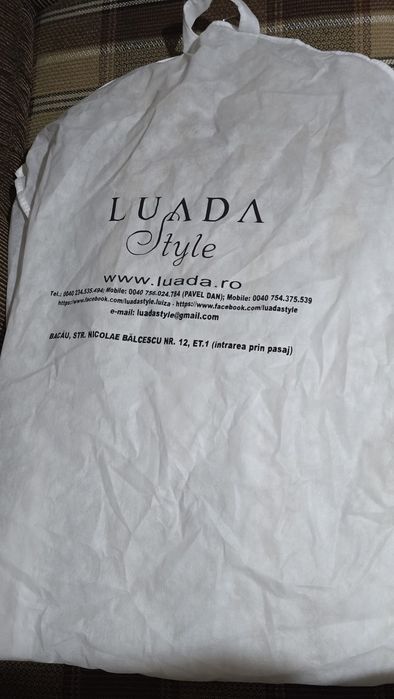 LUADA
Style
www.luada.ro
Tel.: 0040 234.535.494; Mobile: 0040 756.024.784 (PAVEL DAN); Mobile: 0040 754.375.539
https:/www.facebook.com/luadastyle.luiza - https:/www.facebook.com/luadastyle
e-mail: luadastyle@gmail.com
BACĂU, STR. NICOLAE BĂLCESCU NR. 12, ET.1 (intrarea prin pasaj)